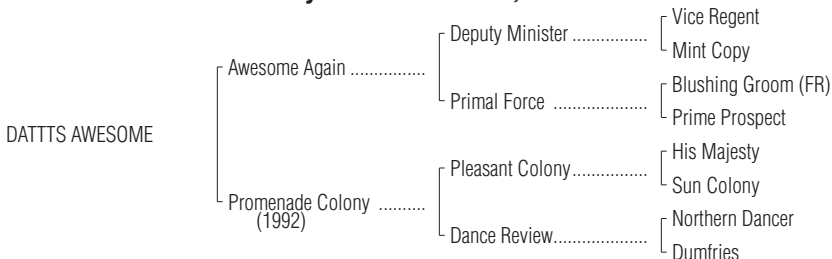 Vice Regent
Deputy Minister ................
Mint Copy
Awesome Again ................
Blushing Groom (FR)
Primal Force ....................
Prime Prospect
DATTTS AWESOME
His Majesty
Pleasant Colony................
Sun Colony
Promenade Colony ..........
(1992)
Northern Dancer
Dance Review....................
Dumfries